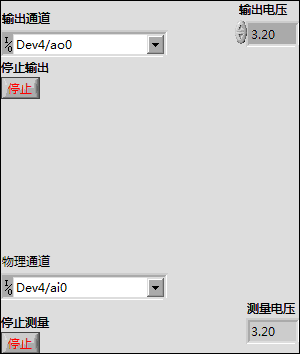 输出通道
输出电压
I/O Dev4/ao0
3.20
停止输出
停止
物理通道
I/O Dev4/ai0
测量电压
停止测量
3.20
停止